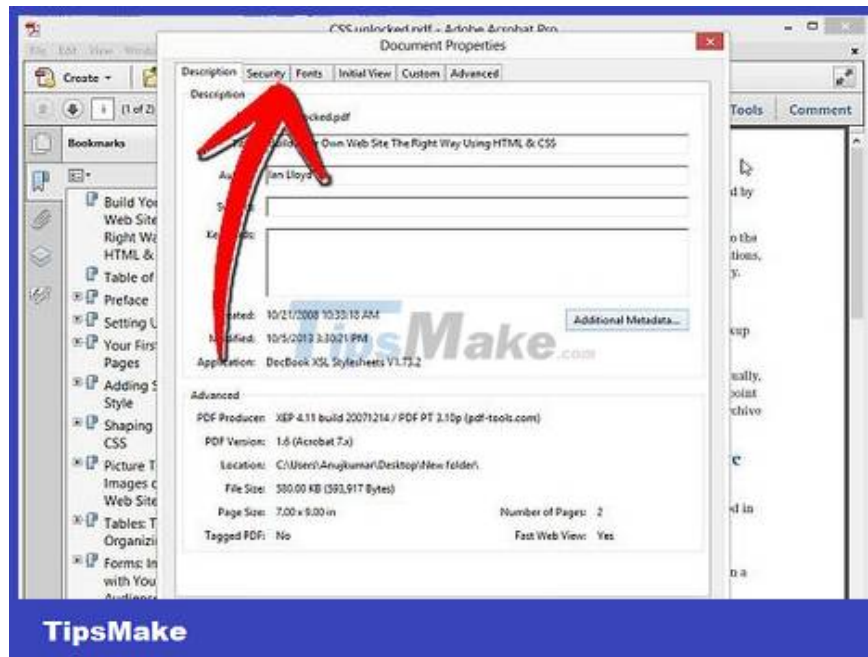 CSS unlocked.pdf - Adobe Acrobat Pro
File Edit View Window
Document Properties
Create
Description Security Fonts Initial View Custom Advanced
(1 of 2)
Tools Comment
Description
locked.pdf
Bookmarks
Own Web Site The Right Way Using HTML & CSS
Ian Lloyd
d by
Build You
Web Site
Right Wa
HTML &
o the
tions,
y.
Table of
Preface
Created: 10/21/2008 10:33:18 AM
Additional Metadata...
Setting U
Modified: 10/5/2013 3:30:21 PM
TipsMake.com
Your Firs
Pages
Application: DocBook XSL Stylesheets V1.73.2
Adding S
Style
Advanced
ually,
point
rchive
PDF Producer: XEP 4.11 build 20071214 / PDF PT 3.10p (pdf-tools.com)
Shaping
CSS
PDF Version: 1.6 (Acrobat 7.x)
Picture T
Images c
Web Site
Location: C:\Users\Anujkumar\Desktop\New folder\
File Size: 580.00 KB (593,917 Bytes)
Page Size: 7.00 x 9.00 in Number of Pages: 2
d in
Tables: T
Organizi
Tagged PDF: No Fast Web View: Yes
Forms: In
with You
Audience
n a
TipsMake